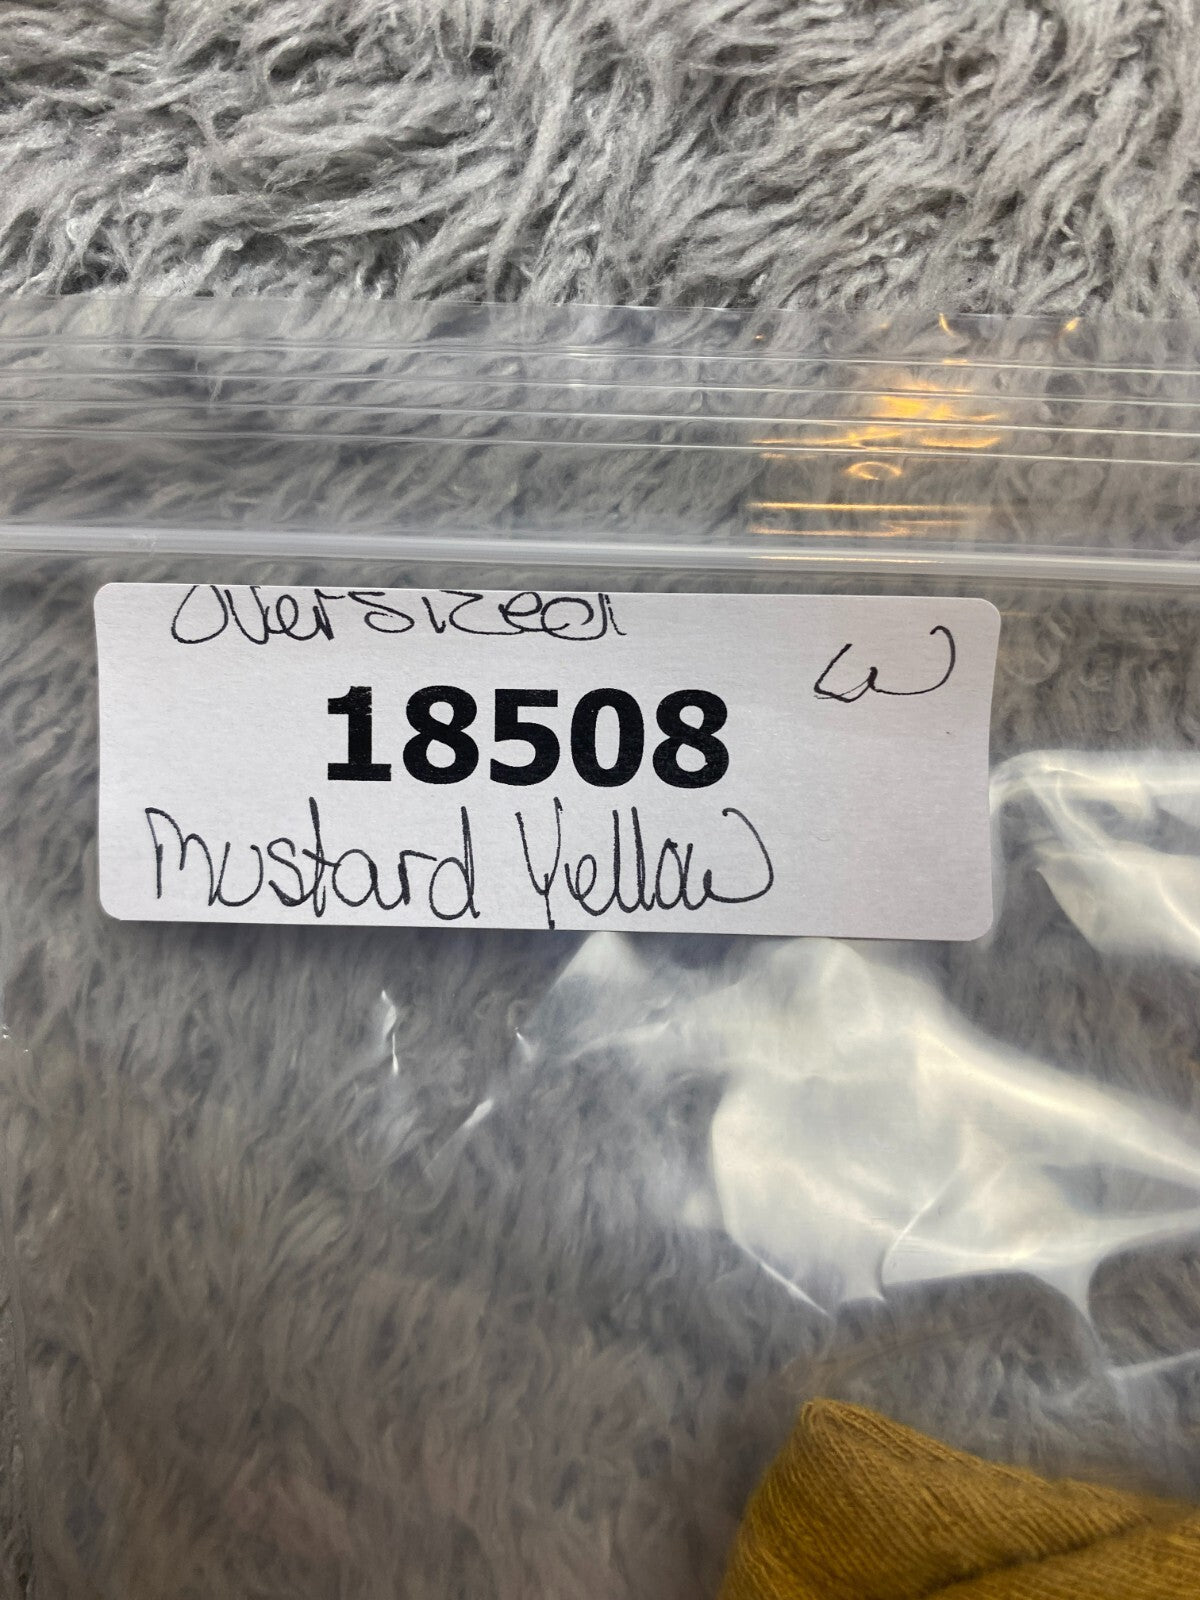 Oversized
W
18508
Mustard Yellow